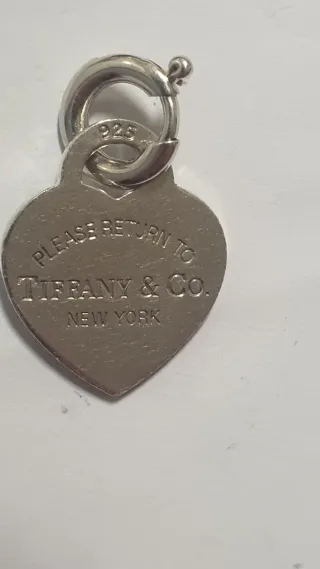 925
PLEASE RETURN TO
TIFFANY & CO.
NEW YORK